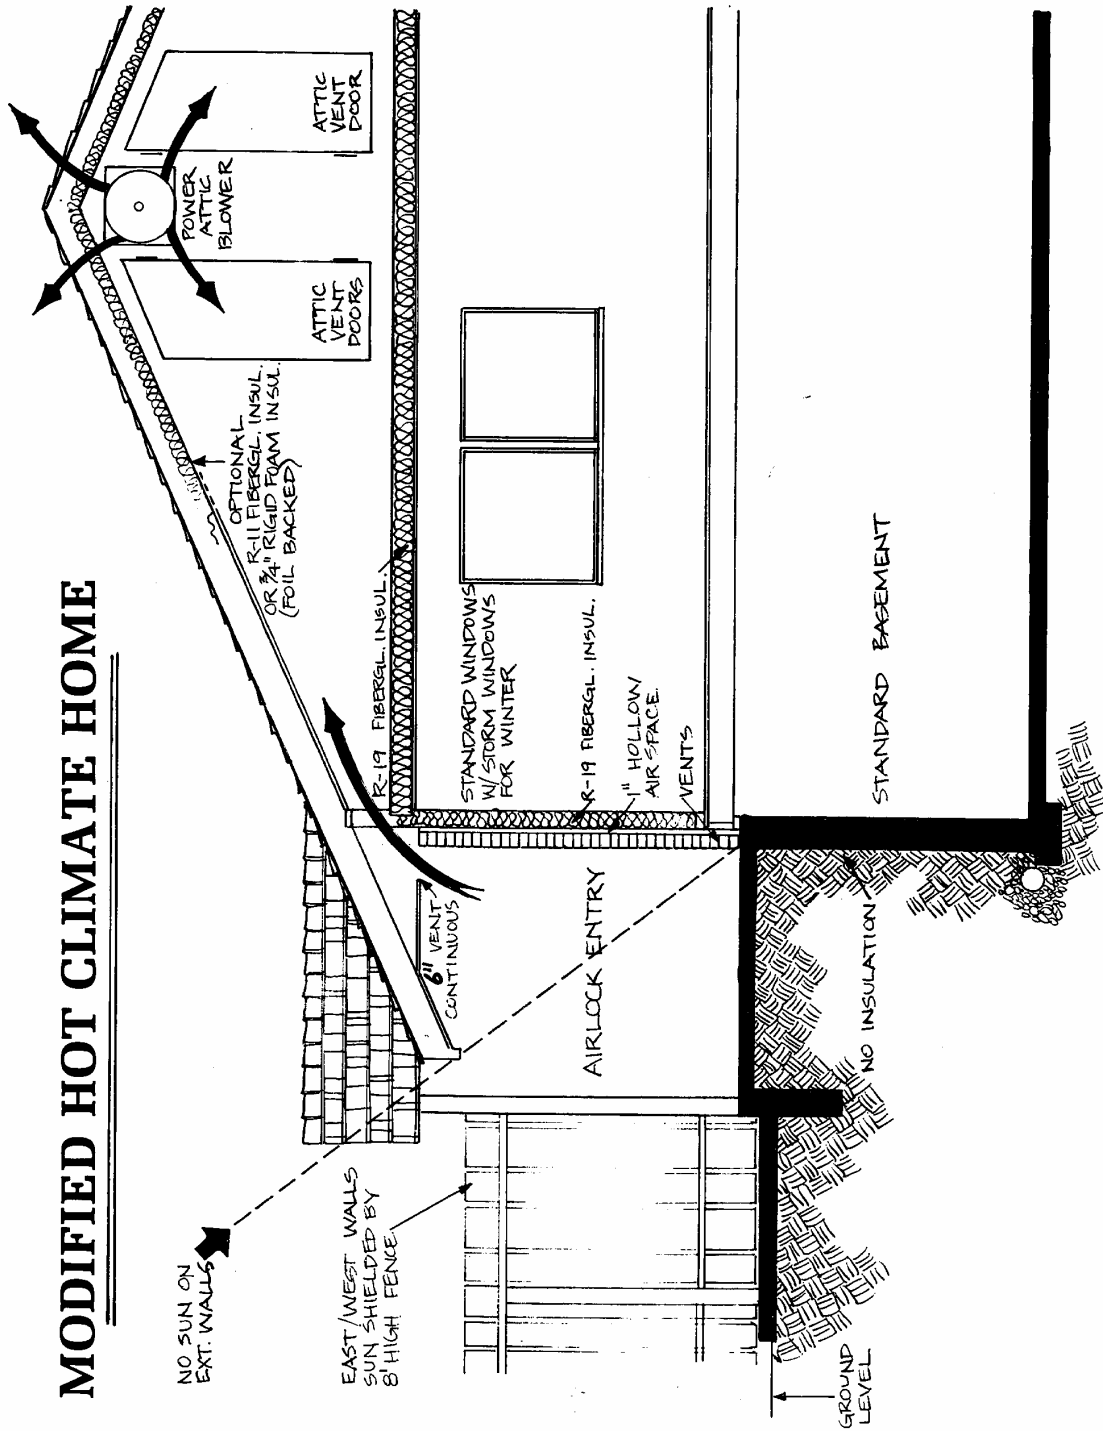 MODIFIED HOT CLIMATE HOME
NO SUN ON
EXT. WALLS
EAST/WEST WALLS
SUN SHIELDED BY
8' HIGH FENCE.
GROUND
LEVEL
6" VENT
CONTINUOUS
AIRLOCK ENTRY
NO INSULATION
OPTIONAL
R-11 FIBERGL. INSUL.
OR 3/4" RIGID FOAM INSUL.
(FOIL BACKED)
R-19 FIBERGL. INSUL.
STANDARD WINDOWS
W/STORM WINDOWS
FOR WINTER
R-19 FIBERGL. INSUL.
1" HOLLOW
AIR SPACE.
VENTS
STANDARD BASEMENT
ATTIC
VENT
DOORS
POWER
ATTIC
BLOWER
ATTIC
VENT
DOOR